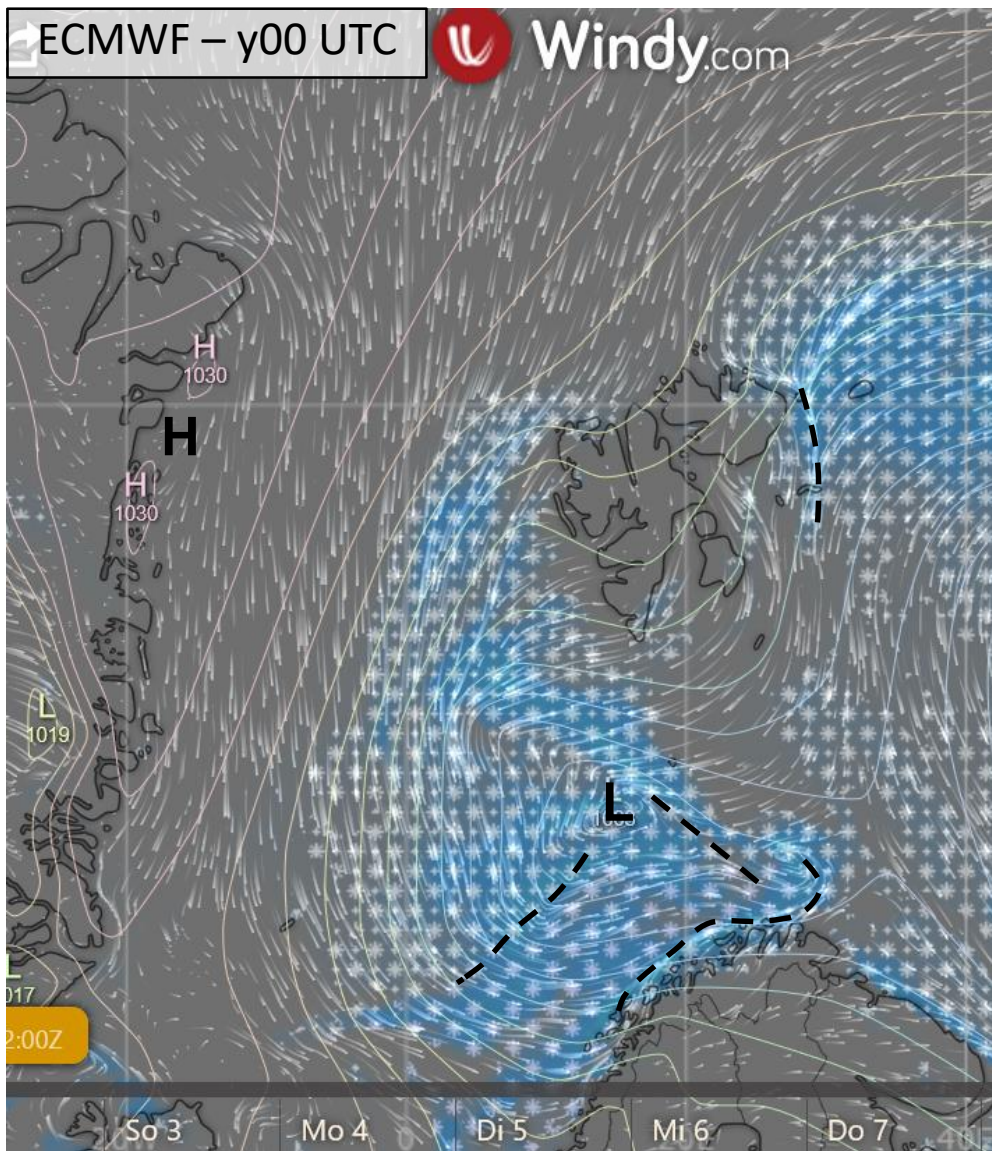 ECMWF – y00 UTC
Windy.com
H
1030
H
H
1030
L
1019
L
L
017
2:00Z
So 3
Mo 4
Di 5
Mi 6
Do 7